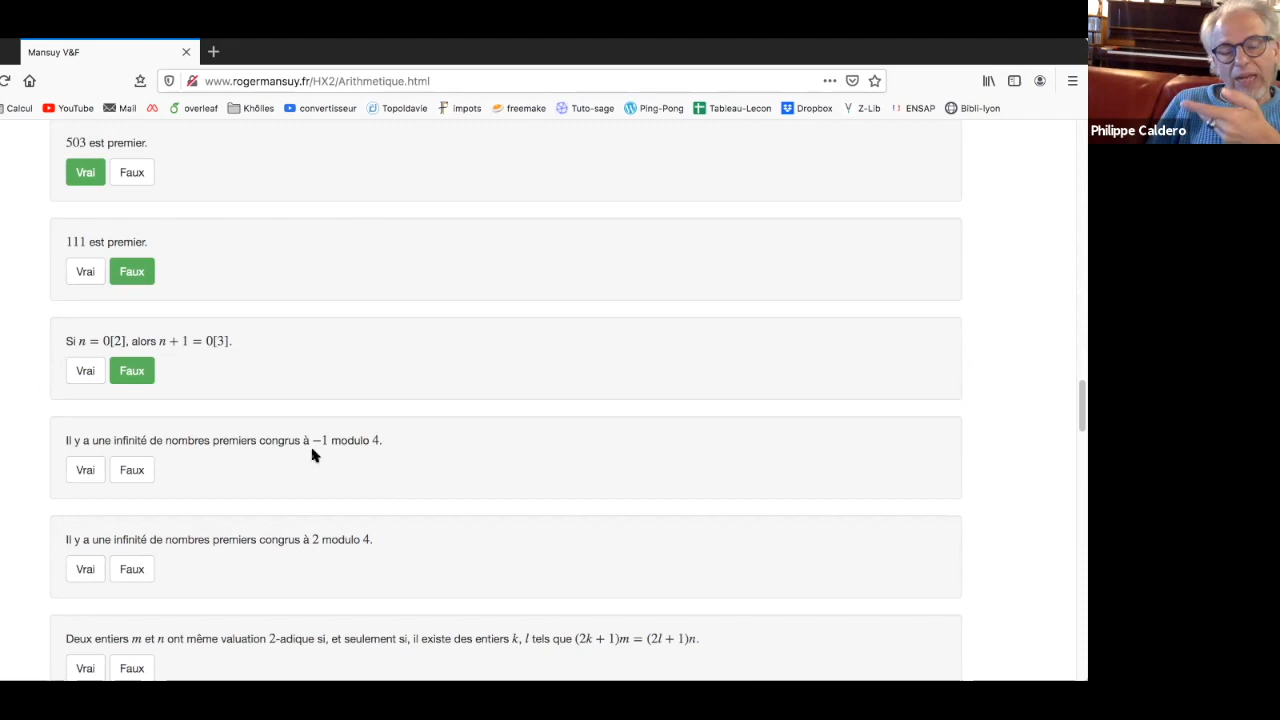 Mansuy V&F
www.rogermansuy.fr/HX2/Arithmetique.html
Calcul YouTube Mail overleaf Khôlles convertisseur Topoldavie impots freemake Tuto-sage Ping-Pong Tableau-Lecon Dropbox Z-Lib ENSAP Bibli-lyon
Philippe Caldero
503 est premier.
Vrai Faux
111 est premier.
Vrai Faux
Si n = 0[2], alors n + 1 = 0[3].
Vrai Faux
Il y a une infinité de nombres premiers congrus à −1 modulo 4.
Vrai Faux
Il y a une infinité de nombres premiers congrus à 2 modulo 4.
Vrai Faux
Deux entiers m et n ont même valuation 2-adique si, et seulement si, il existe des entiers k, l tels que (2k + 1)m = (2l + 1)n.
Vrai Faux